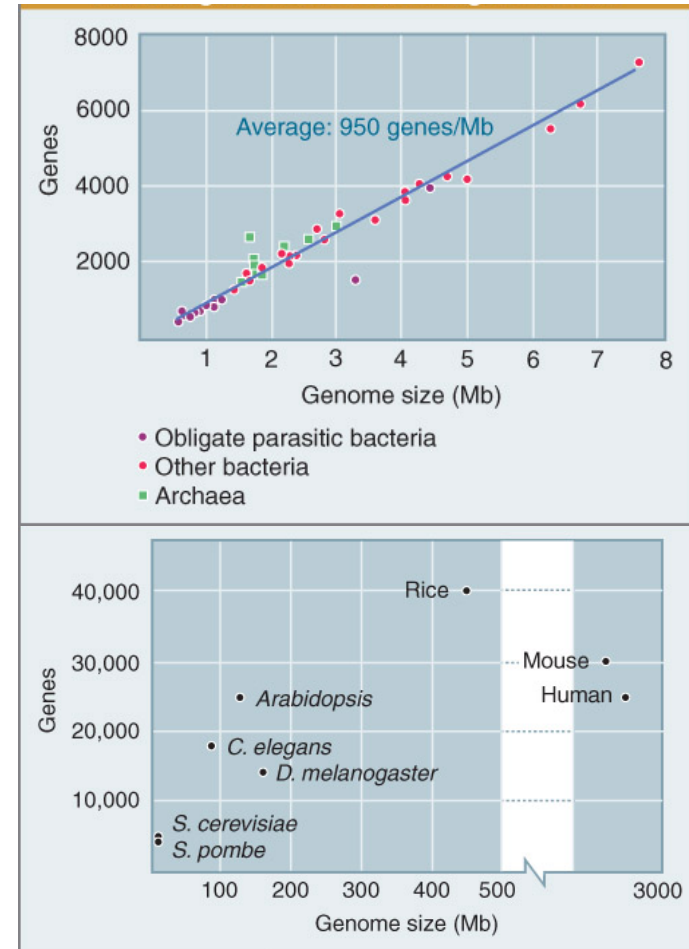 8000
6000
4000
2000
Genes
Average: 950 genes/Mb
1 2 3 4 5 6 7 8
Genome size (Mb)
Obligate parasitic bacteria
Other bacteria
Archaea
40,000
30,000
20,000
10,000
Genes
Rice
Mouse
Human
Arabidopsis
C. elegans
D. melanogaster
S. cerevisiae
S. pombe
100 200 300 400 500 3000
Genome size (Mb)